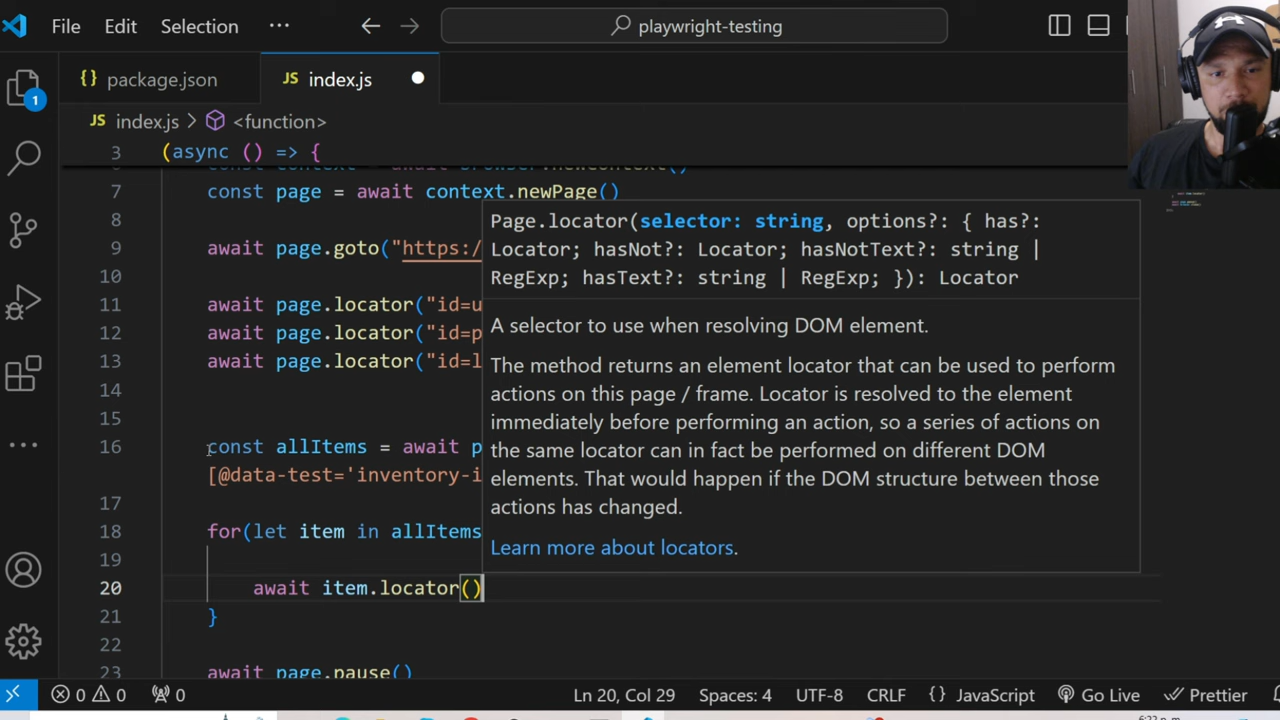 File Edit Selection ··· playwright-testing
package.json index.js
1
JS index.js > <function>
3 (async () => {
7 const page = await context.newPage()
8
9 await page.goto("https:/
10
11 await page.locator("id=u
12 await page.locator("id=p
13 await page.locator("id=l
14
15
16 const allItems = await p
[@data-test='inventory-i
17
18 for(let item in allItems
19
20 await item.locator()
21 }
22
23 await page.pause()
Page.locator(selector: string, options?: { has?:
Locator; hasNot?: Locator; hasNotText?: string |
RegExp; hasText?: string | RegExp; }): Locator
A selector to use when resolving DOM element.
The method returns an element locator that can be used to perform
actions on this page / frame. Locator is resolved to the element
immediately before performing an action, so a series of actions on
the same locator can in fact be performed on different DOM
elements. That would happen if the DOM structure between those
actions has changed.
Learn more about locators.
0 0 0 Ln 20, Col 29 Spaces: 4 UTF-8 CRLF {} JavaScript Go Live Prettier